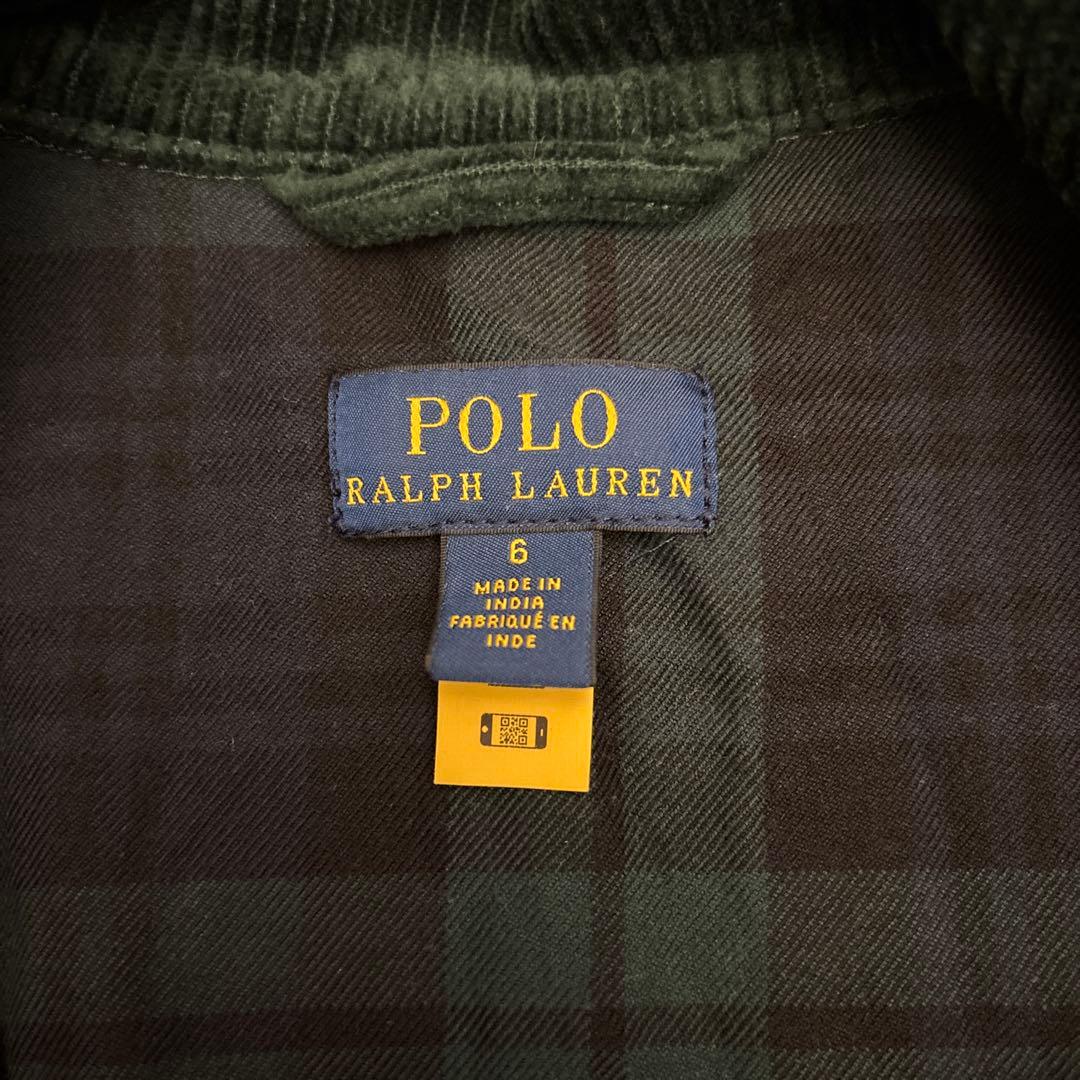 POLO
RALPH LAUREN
6
MADE IN
INDIA
FABRIQUÉ EN
INDE